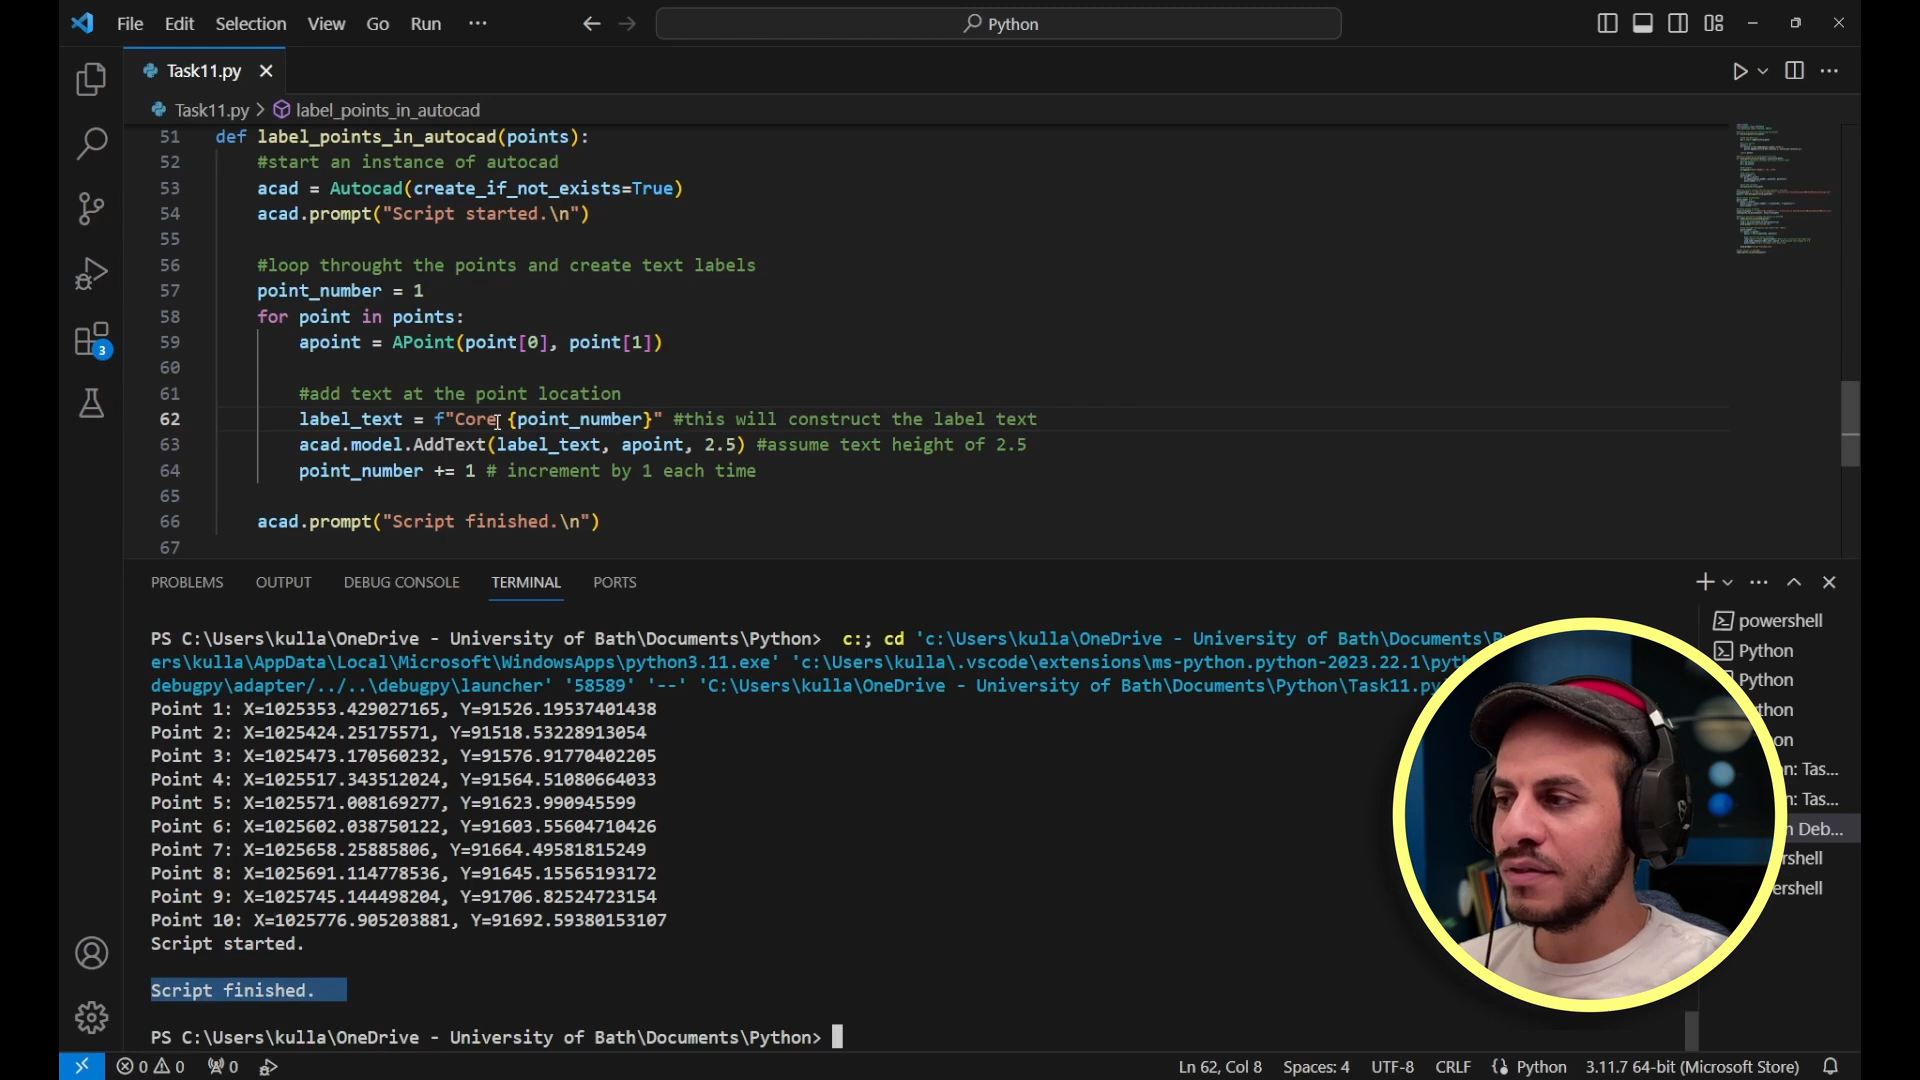 File Edit Selection View Go Run ···
Python
Task11.py
Task11.py > label_points_in_autocad
51 def label_points_in_autocad(points):
52 #start an instance of autocad
53 acad = Autocad(create_if_not_exists=True)
54 acad.prompt("Script started.\n")
55
56 #loop throught the points and create text labels
57 point_number = 1
58 for point in points:
59 apoint = APoint(point[0], point[1])
60
61 #add text at the point location
62 label_text = f"Core {point_number}" #this will construct the label text
63 acad.model.AddText(label_text, apoint, 2.5) #assume text height of 2.5
64 point_number += 1 # increment by 1 each time
65
66 acad.prompt("Script finished.\n")
67
3
PROBLEMS OUTPUT DEBUG CONSOLE TERMINAL PORTS
PS C:\Users\kulla\OneDrive - University of Bath\Documents\Python> c:; cd 'c:\Users\kulla\OneDrive - University of Bath\Documents\P
ers\kulla\AppData\Local\Microsoft\WindowsApps\python3.11.exe' 'c:\Users\kulla\.vscode\extensions\ms-python.python-2023.22.1\pyth
debugpy\adapter/../..\debugpy\launcher' '58589' '--' 'C:\Users\kulla\OneDrive - University of Bath\Documents\Python\Task11.py
Point 1: X=1025353.429027165, Y=91526.19537401438
Point 2: X=1025424.25175571, Y=91518.53228913054
Point 3: X=1025473.170560232, Y=91576.91770402205
Point 4: X=1025517.343512024, Y=91564.51080664033
Point 5: X=1025571.008169277, Y=91623.990945599
Point 6: X=1025602.038750122, Y=91603.55604710426
Point 7: X=1025658.25885806, Y=91664.49581815249
Point 8: X=1025691.114778536, Y=91645.15565193172
Point 9: X=1025745.144498204, Y=91706.82524723154
Point 10: X=1025776.905203881, Y=91692.59380153107
Script started.
Script finished.
PS C:\Users\kulla\OneDrive - University of Bath\Documents\Python>
powershell
Python
Python
thon
on
n: Tas...
n: Tas...
Deb...
rshell
ershell
0 0 0
Ln 62, Col 8 Spaces: 4 UTF-8 CRLF Python 3.11.7 64-bit (Microsoft Store)